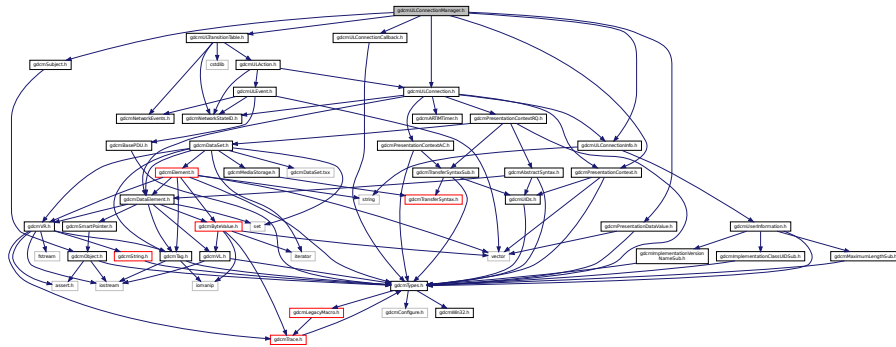 gdcmULConnectionManager.h
gdcmULTransitionTable.h
gdcmULConnectionCallback.h
gdcmSubject.h
cstdlib
gdcmULAction.h
gdcmULEvent.h
gdcmULConnection.h
gdcmNetworkEvents.h
gdcmNetworkStateID.h
gdcmARTIMTimer.h
gdcmPresentationContextRQ.h
gdcmBasePDU.h
gdcmDataSet.h
gdcmPresentationContextAC.h
gdcmULConnectionInfo.h
gdcmElement.h
gdcmMediaStorage.h
gdcmDataSet.txx
gdcmTransferSyntaxSub.h
gdcmAbstractSyntax.h
gdcmPresentationContext.h
gdcmDataElement.h
string
gdcmTransferSyntax.h
gdcmUIDs.h
gdcmVR.h
gdcmSmartPointer.h
gdcmByteValue.h
set
gdcmPresentationDataValue.h
gdcmUserInformation.h
fstream
gdcmObject.h
gdcmString.h
gdcmTag.h
gdcmVL.h
iterator
vector
gdcmImplementationVersion
NameSub.h
gdcmImplementationClassUIDSub.h
gdcmMaximumLengthSub.h
assert.h
iostream
iomanip
gdcmTypes.h
gdcmLegacyMacro.h
gdcmConfigure.h
gdcmWin32.h
gdcmTrace.h